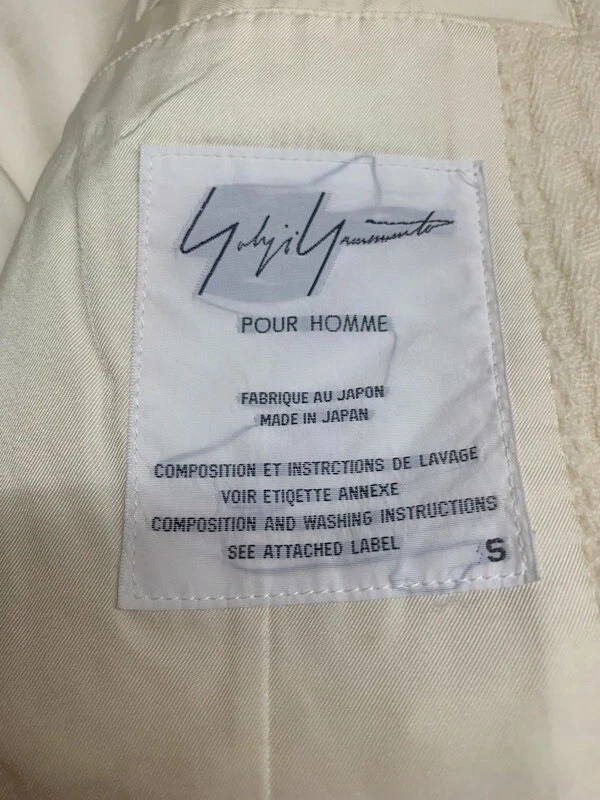 Yohji Yamamoto
POUR HOMME
FABRIQUE AU JAPON
MADE IN JAPAN
COMPOSITION ET INSTRCTIONS DE LAVAGE
VOIR ETIQETTE ANNEXE
COMPOSITION AND WASHING INSTRUCTIONS
SEE ATTACHED LABEL
S